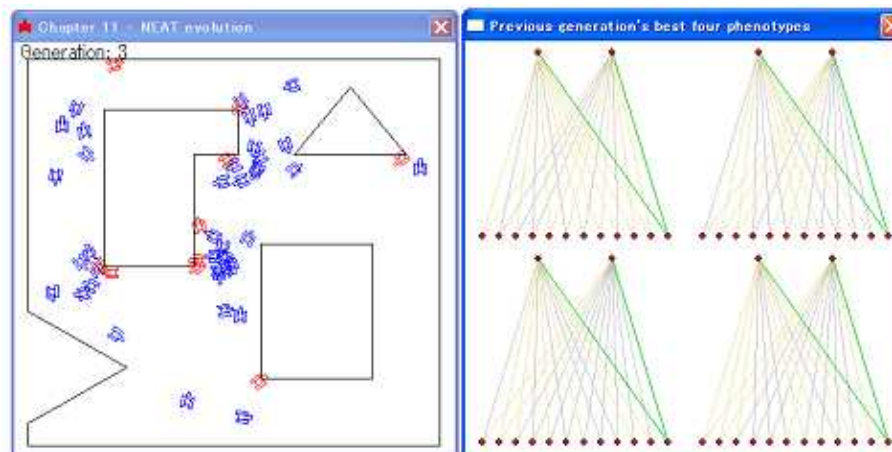 Chapter 11 - NEAT evolution
Generation: 3
Previous generation's best four phenotypes